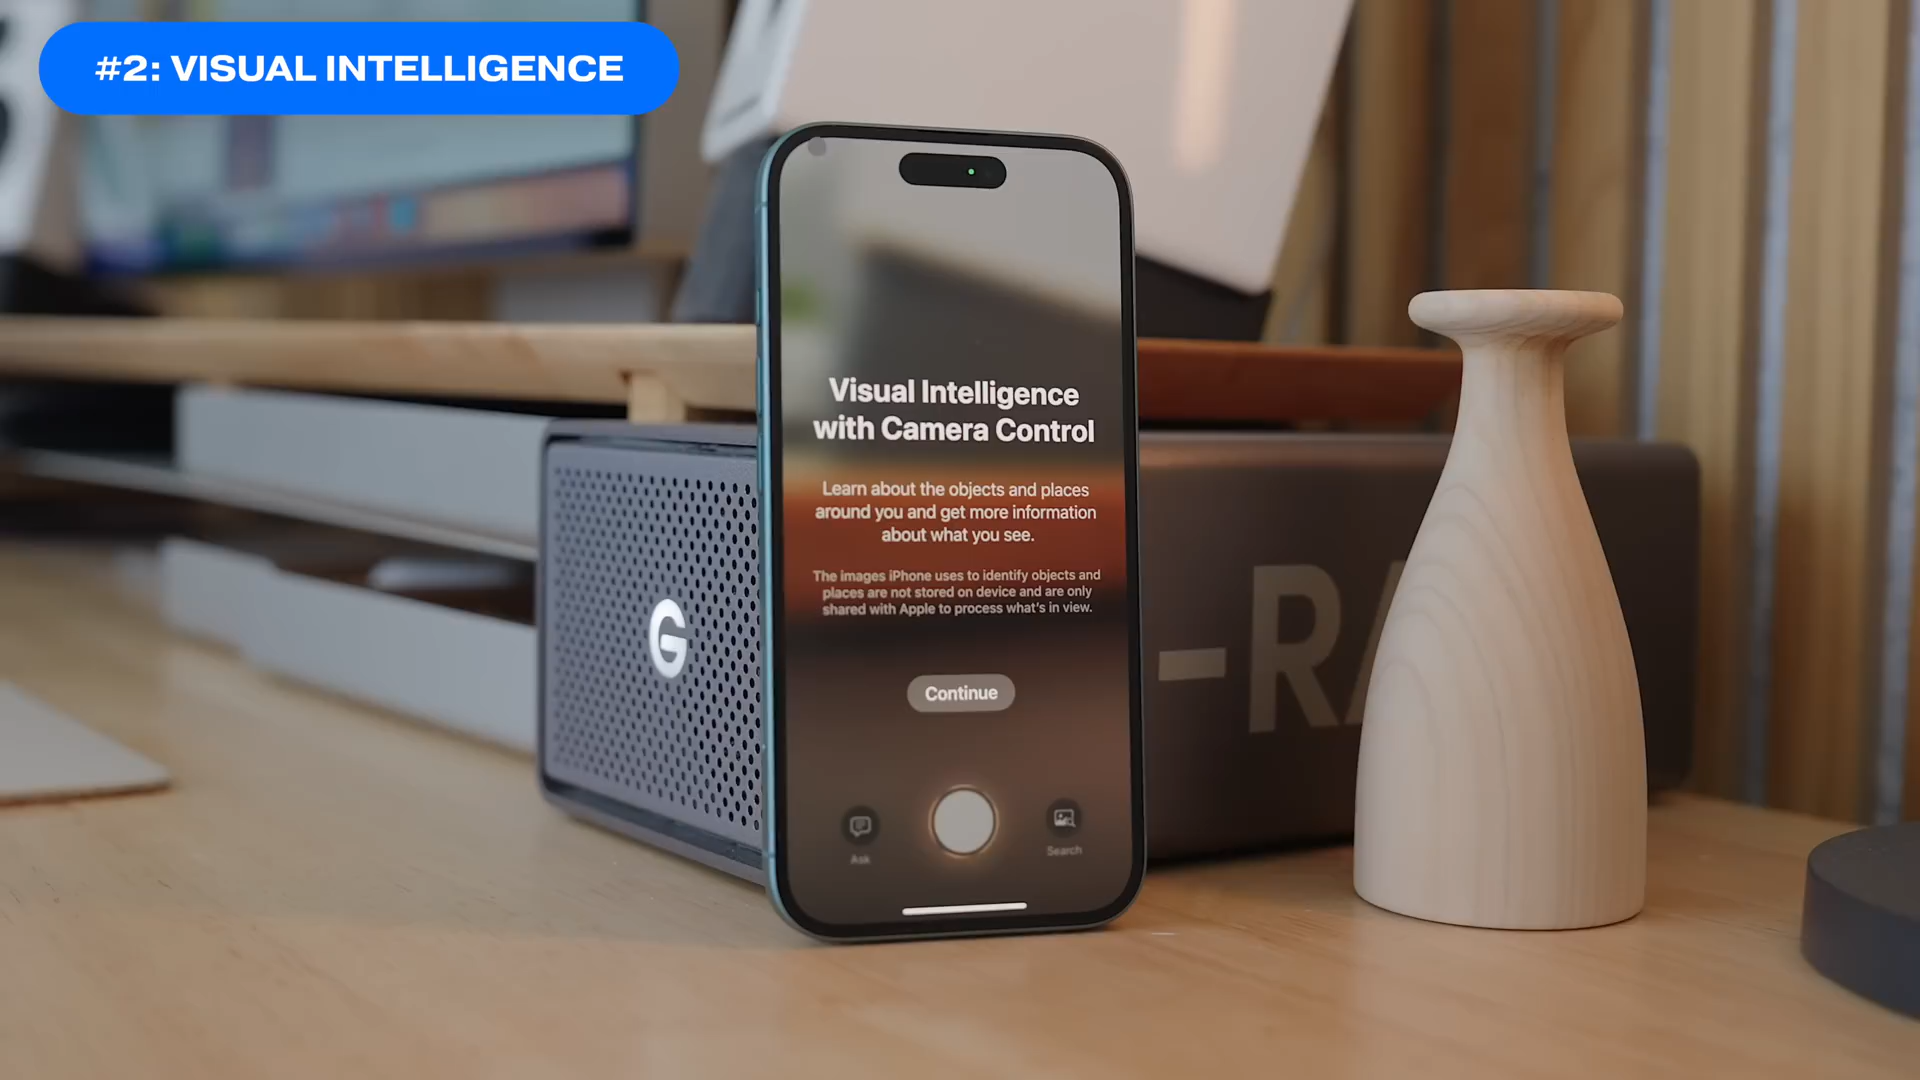 #2: VISUAL INTELLIGENCE
Visual Intelligence
with Camera Control
Learn about the objects and places
around you and get more information
about what you see.
The images iPhone uses to identify objects and
places are not stored on device and are only
shared with Apple to process what's in view.
Continue
Ask
Search
G
-RA